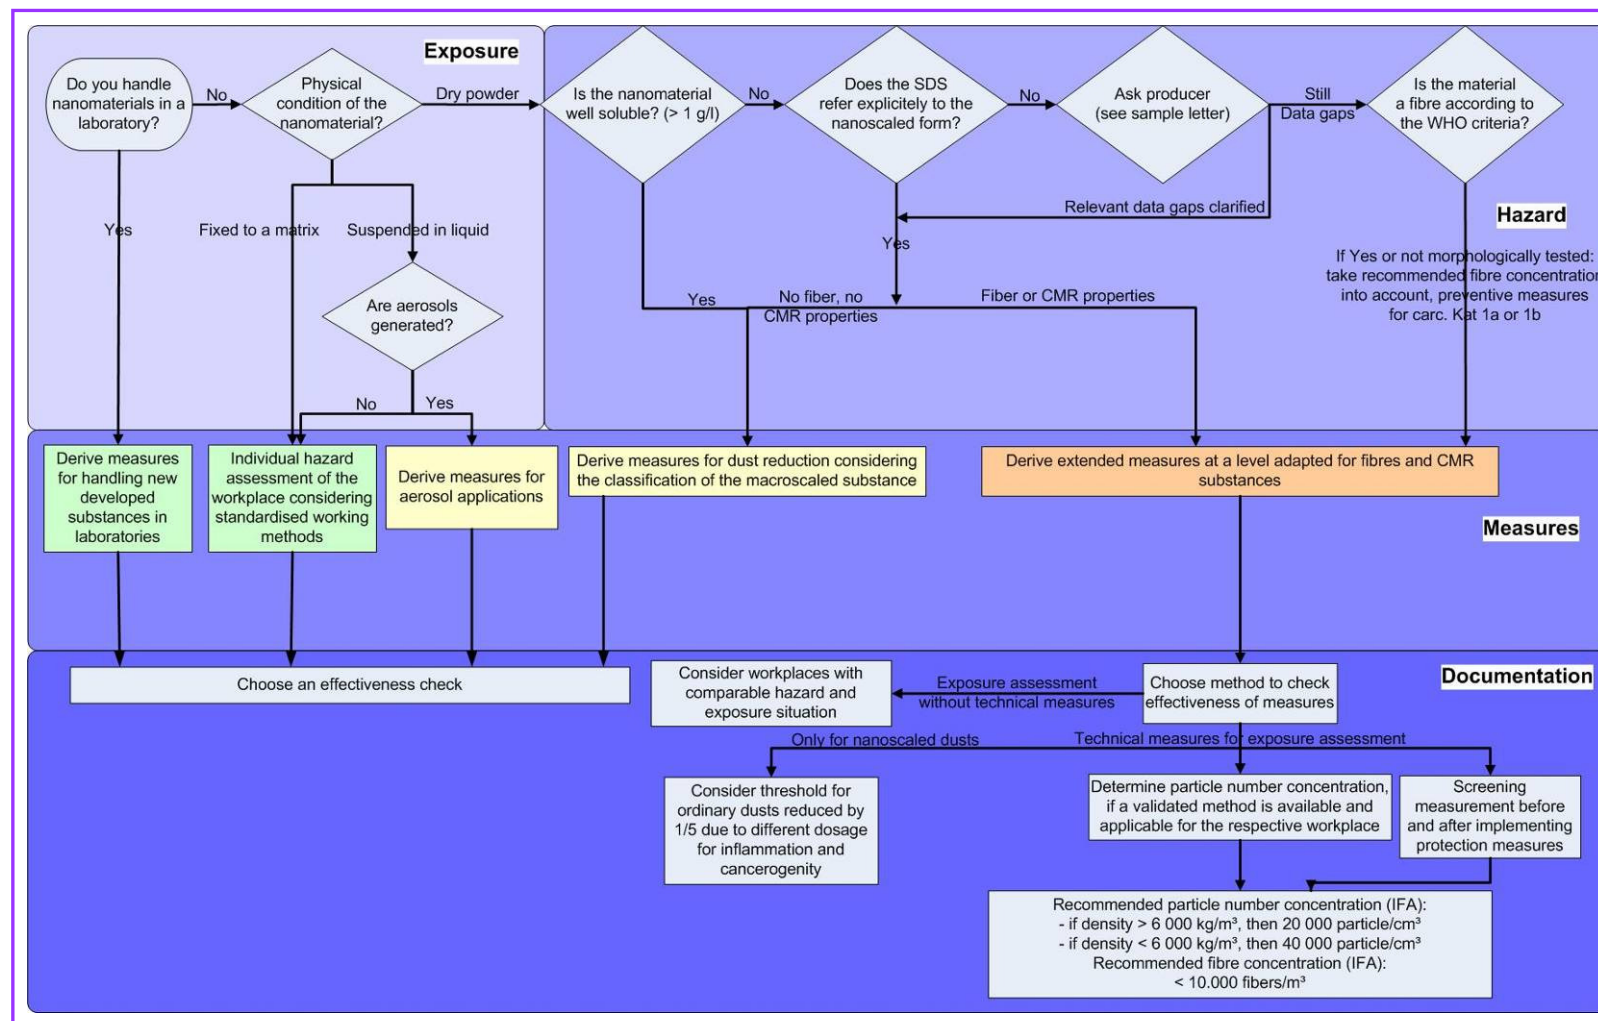 Exposure
Do you handle
nanomaterials in a
laboratory?
No
Physical
condition of the
nanomaterial?
Dry powder
Is the nanomaterial
well soluble? (> 1 g/l)
No
Does the SDS
refer explicitely to the
nanoscaled form?
No
Ask producer
(see sample letter)
Still
Data gaps
Is the material
a fibre according to
the WHO criteria?
Relevant data gaps clarified
Hazard
Yes
Fixed to a matrix
Suspended in liquid
Yes
If Yes or not morphologically tested:
take recommended fibre concentration
into account, preventive measures
for carc. Kat 1a or 1b
Are aerosols
generated?
Yes
No fiber, no
CMR properties
Fiber or CMR properties
No
Yes
Derive measures
for handling new
developed
substances in
laboratories
Individual hazard
assessment of the
workplace considering
standardised working
methods
Derive measures for
aerosol applications
Derive measures for dust reduction considering
the classification of the macroscaled substance
Derive extended measures at a level adapted for fibres and CMR
substances
Measures
Choose an effectiveness check
Consider workplaces with
comparable hazard and
exposure situation
Exposure assessment
without technical measures
Choose method to check
effectiveness of measures
Documentation
Only for nanoscaled dusts
Technical measures for exposure assessment
Consider threshold for
ordinary dusts reduced by
1/5 due to different dosage
for inflammation and
cancerogenity
Determine particle number concentration,
if a validated method is available and
applicable for the respective workplace
Screening
measurement before
and after implementing
protection measures
Recommended particle number concentration (IFA):
- if density > 6 000 kg/m³, then 20 000 particle/cm³
- if density < 6 000 kg/m³, then 40 000 particle/cm³
Recommended fibre concentration (IFA):
< 10.000 fibers/m³